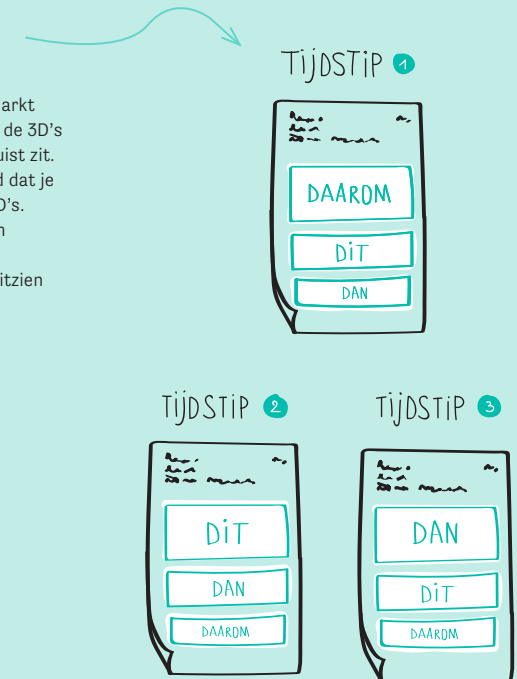 arkt
de 3D's
uist zit.
d dat je
D's.
n
itzien
TIJDSTIP 1
DAAROM
DIT
DAN
TIJDSTIP 2
DIT
DAN
DAAROM
TIJDSTIP 3
DAN
DIT
DAAROM